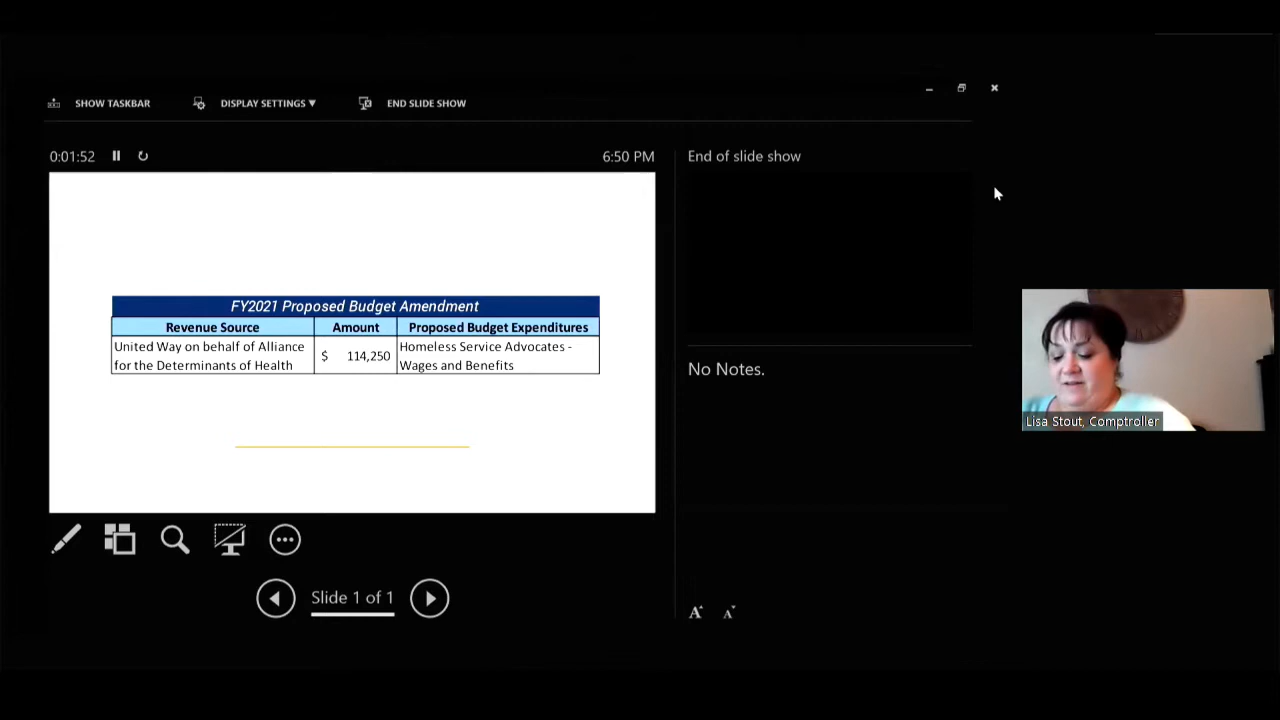 SHOW TASKBAR DISPLAY SETTINGS ▼ END SLIDE SHOW
0:01:52 6:50 PM
End of slide show
FY2021 Proposed Budget Amendment
Revenue Source Amount Proposed Budget Expenditures
United Way on behalf of Alliance
for the Determinants of Health
$ 114,250
Homeless Service Advocates -
Wages and Benefits
No Notes.
Lisa Stout, Comptroller
Slide 1 of 1
A A